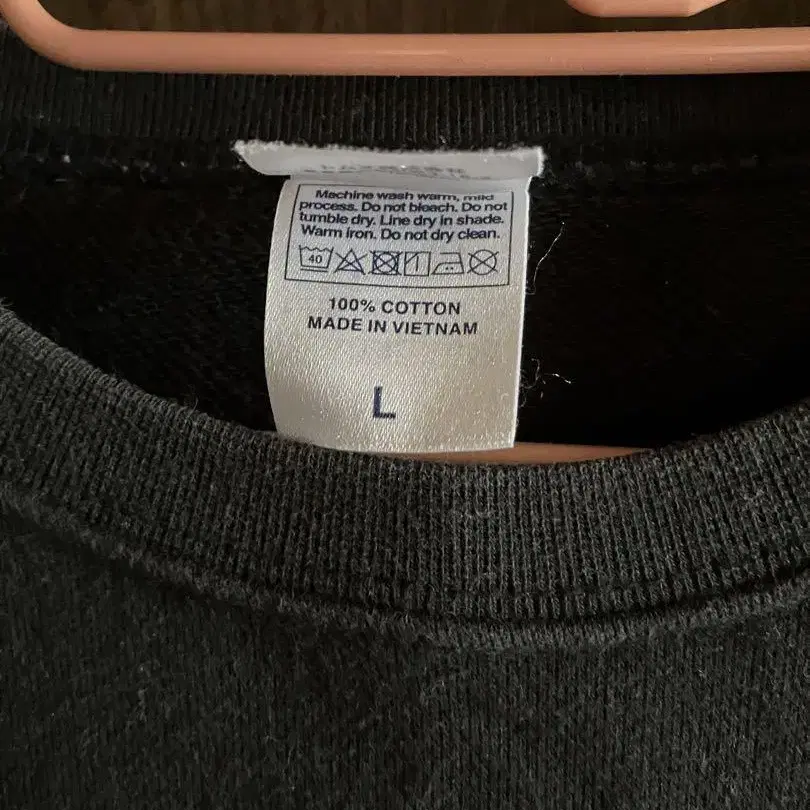 Machine wash warm, mild
process. Do not bleach. Do not
tumble dry. Line dry in shade.
Warm iron. Do not dry clean.
40
100% COTTON
MADE IN VIETNAM
L